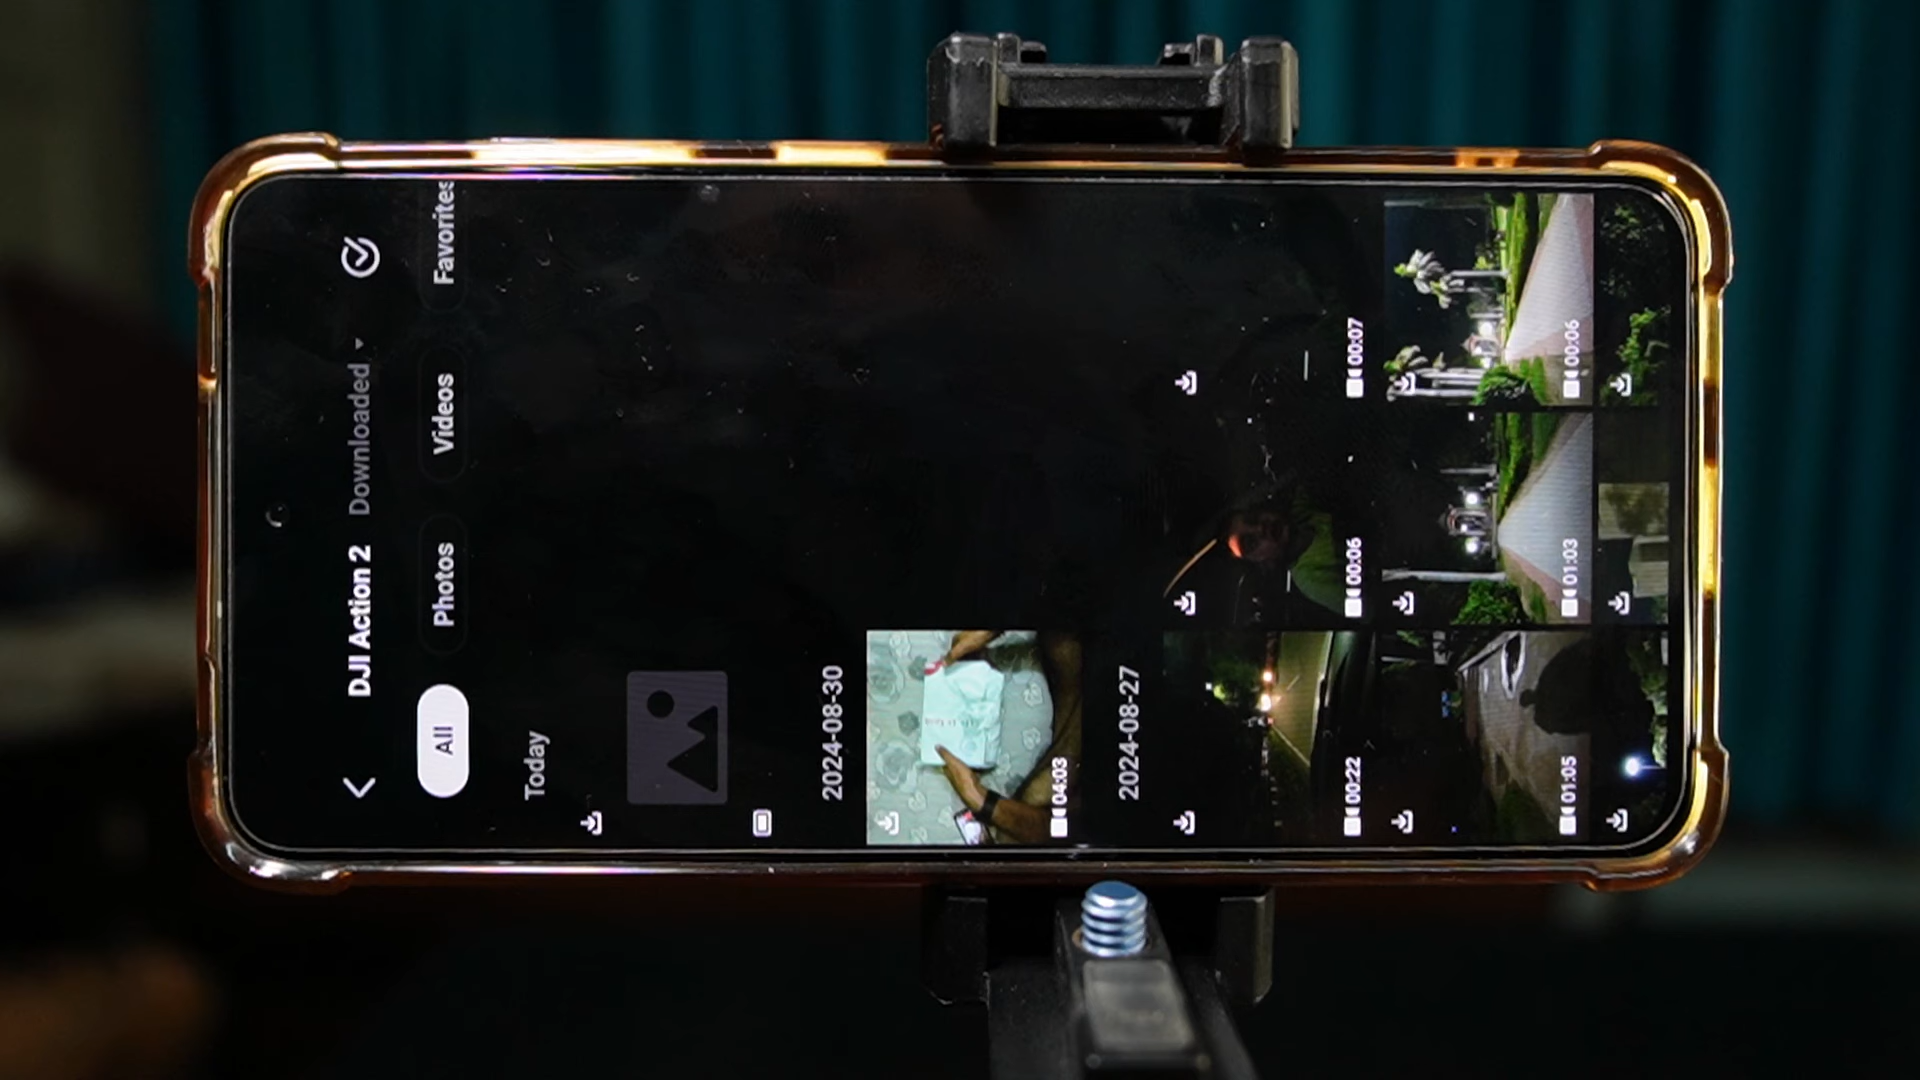 DJI Action 2 Downloaded
All Photos Videos Favorites
Today
2024-08-30
04:03
2024-08-27
00:22 00:06 00:07
01:05 01:03 00:06